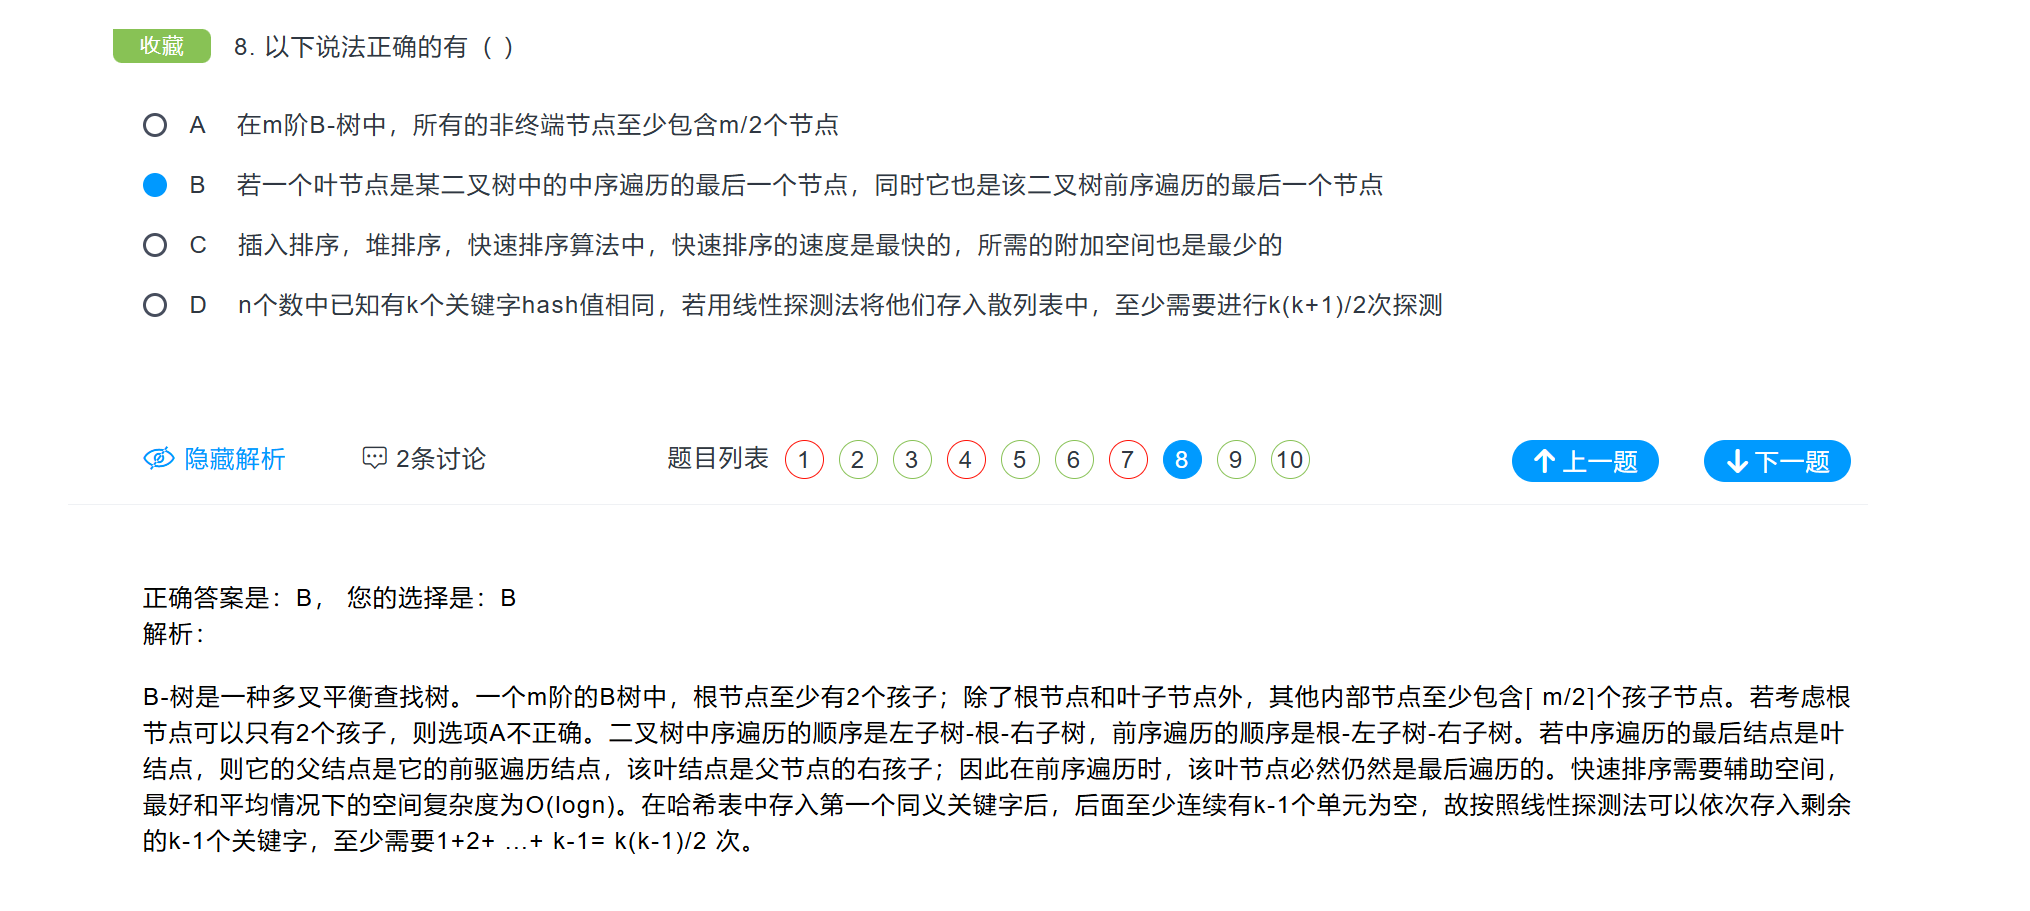 收藏 8. 以下说法正确的有（ ）
A 在m阶B-树中，所有的非终端节点至少包含m/2个节点
B 若一个叶节点是某二叉树中的中序遍历的最后一个节点，同时它也是该二叉树前序遍历的最后一个节点
C 插入排序，堆排序，快速排序算法中，快速排序的速度是最快的，所需的附加空间也是最少的
D n个数中已知有k个关键字hash值相同，若用线性探测法将他们存入散列表中，至少需要进行k(k+1)/2次探测
隐藏解析 2条讨论 题目列表 1 2 3 4 5 6 7 8 9 10 上一题 下一题
正确答案是：B， 您的选择是：B
解析：
B-树是一种多叉平衡查找树。一个m阶的B树中，根节点至少有2个孩子；除了根节点和叶子节点外，其他内部节点至少包含⌈ m/2⌉个孩子节点。若考虑根
节点可以只有2个孩子，则选项A不正确。二叉树中序遍历的顺序是左子树-根-右子树，前序遍历的顺序是根-左子树-右子树。若中序遍历的最后结点是叶
结点，则它的父结点是它的前驱遍历结点，该叶结点是父节点的右孩子；因此在前序遍历时，该叶节点必然仍然是最后遍历的。快速排序需要辅助空间，
最好和平均情况下的空间复杂度为O(logn)。在哈希表中存入第一个同义关键字后，后面至少连续有k-1个单元为空，故按照线性探测法可以依次存入剩余
的k-1个关键字，至少需要1+2+ …+ k-1= k(k-1)/2 次。